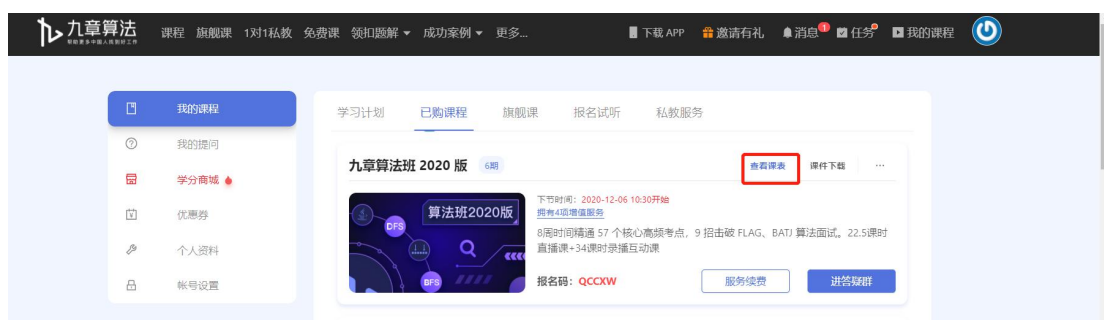 九章算法
帮助更多中国人找到好工作
课程 旗舰课 1对1私教 免费课 领扣题解 成功案例 更多...
下载 APP 邀请有礼 消息 1 任务 我的课程
我的课程
我的提问
学分商城
优惠券
个人资料
帐号设置
学习计划 已购课程 旗舰课 报名试听 私教服务
九章算法班 2020 版 6期
查看课表 课件下载 ...
算法班2020版
DFS
BFS
下节时间：2020-12-06 10:30开始
拥有4项增值服务
8周时间精通 57 个核心高频考点，9 招击破 FLAG、BATJ 算法面试。22.5课时
直播课+34课时录播互动课
报名码：QCCXW
服务续费 进答疑群